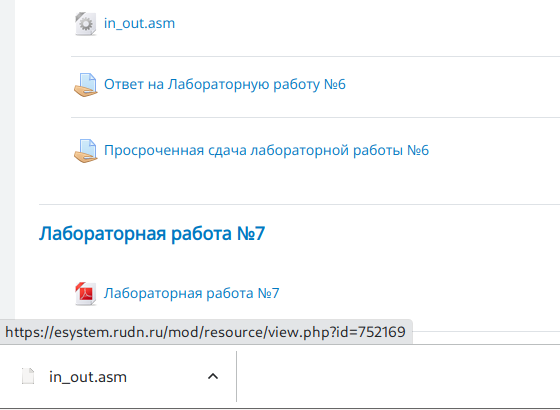 in_out.asm
Ответ на Лабораторную работу №6
Просроченная сдача лабораторной работы №6
Лабораторная работа №7
Лабораторная работа №7
https://esystem.rudn.ru/mod/resource/view.php?id=752169
in_out.asm